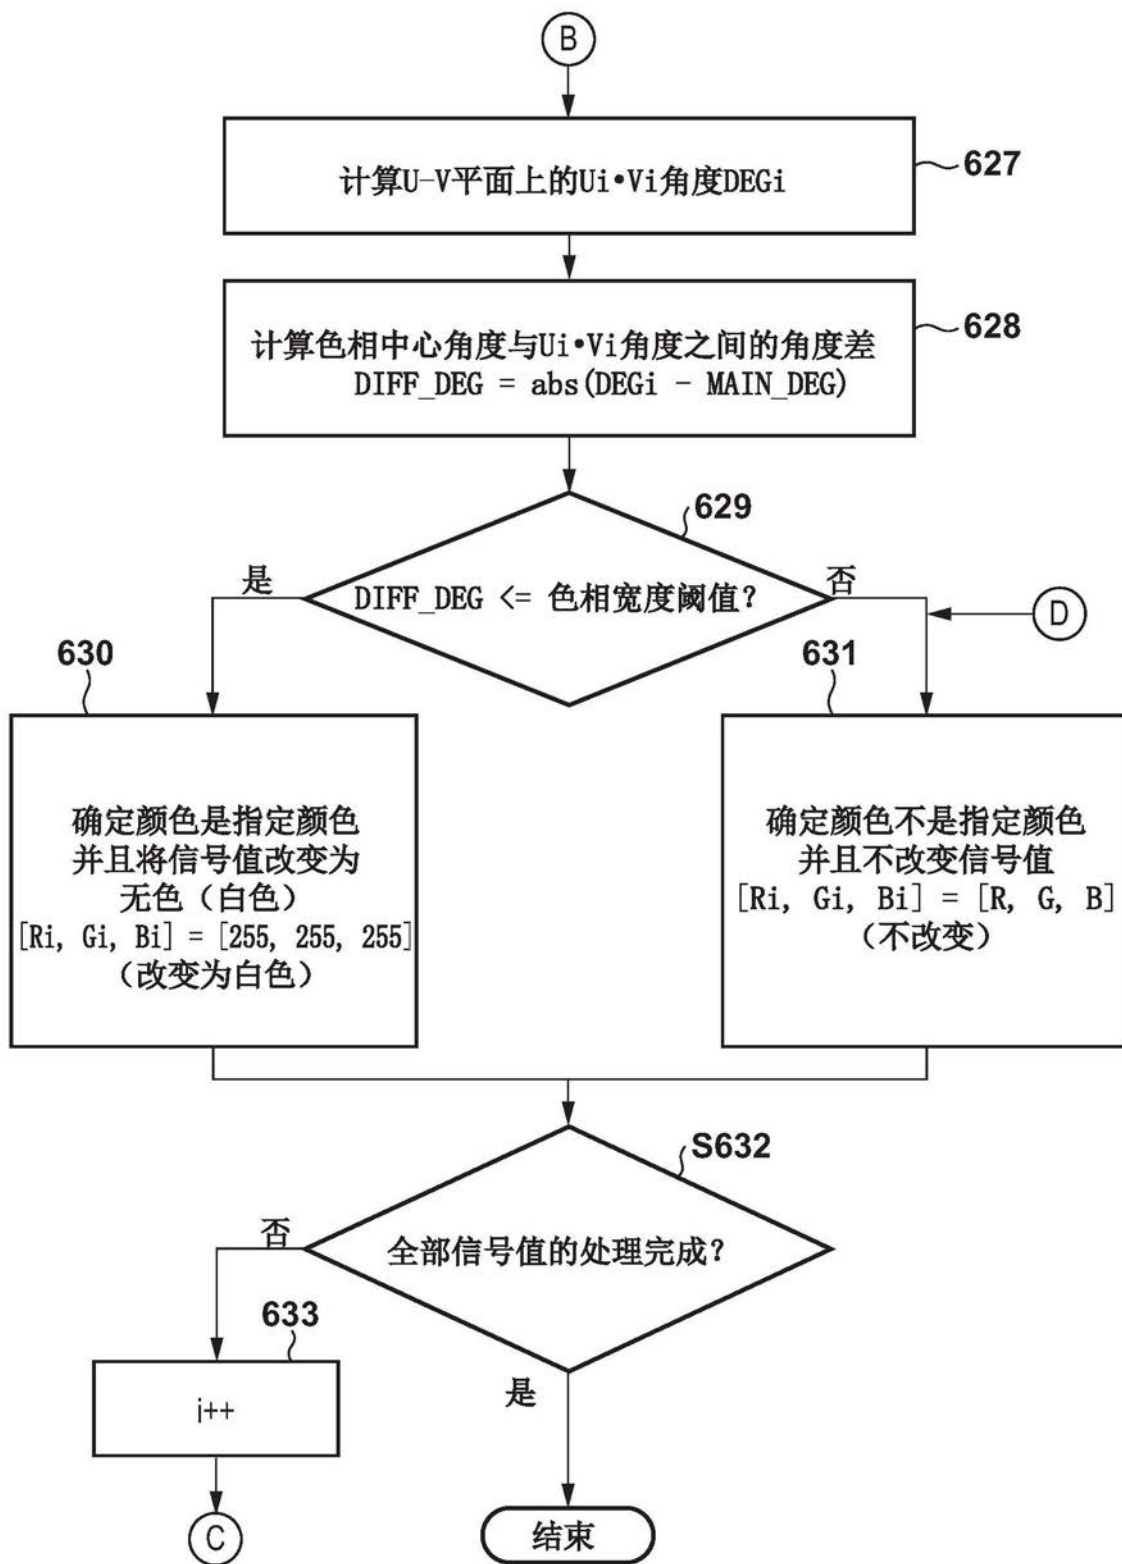 B
计算U-V平面上的Ui•Vi角度DEGi
627
计算色相中心角度与Ui•Vi角度之间的角度差
DIFF_DEG = abs(DEGi - MAIN_DEG)
628
629
DIFF_DEG <= 色相宽度阈值?
是
否
D
630
631
确定颜色是指定颜色
并且将信号值改变为
无色（白色）
[Ri, Gi, Bi] = [255, 255, 255]
（改变为白色）
确定颜色不是指定颜色
并且不改变信号值
[Ri, Gi, Bi] = [R, G, B]
（不改变）
S632
全部信号值的处理完成?
否
633
i++
是
C
结束